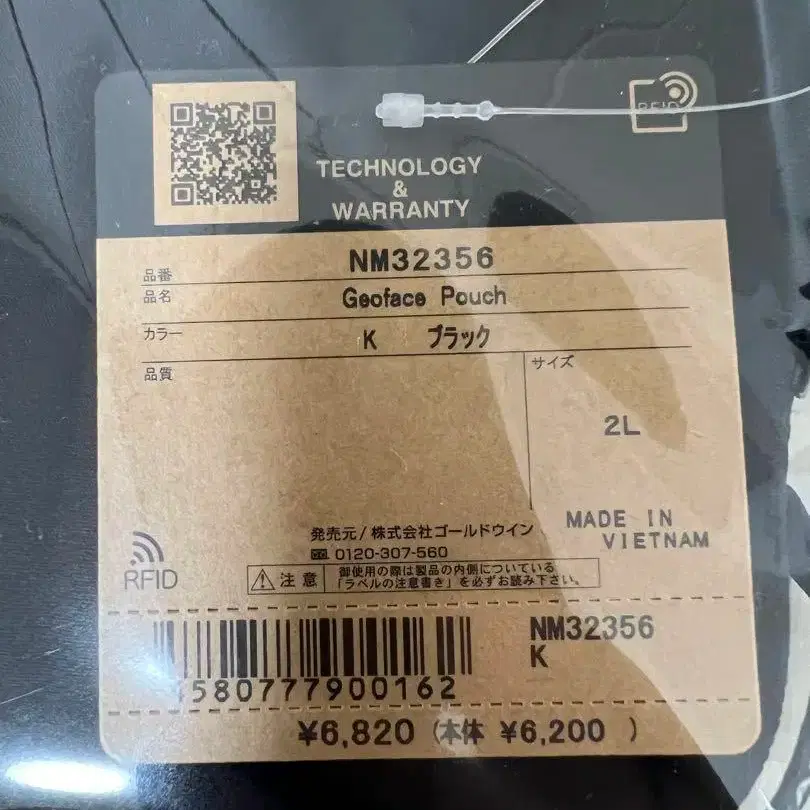 RFID
TECHNOLOGY
&
WARRANTY
品番 NM32356
品名 Geoface Pouch
カラー K ブラック
品質
サイズ
2L
発売元/株式会社ゴールドウイン
0120-307-560
MADE IN
VIETNAM
RFID
注意
御使用の際は製品の内側についている
「ラベルの注意書き」を必ずお読み下さい。
NM32356
K
580777900162
¥6,820 (本体 ¥6,200 )